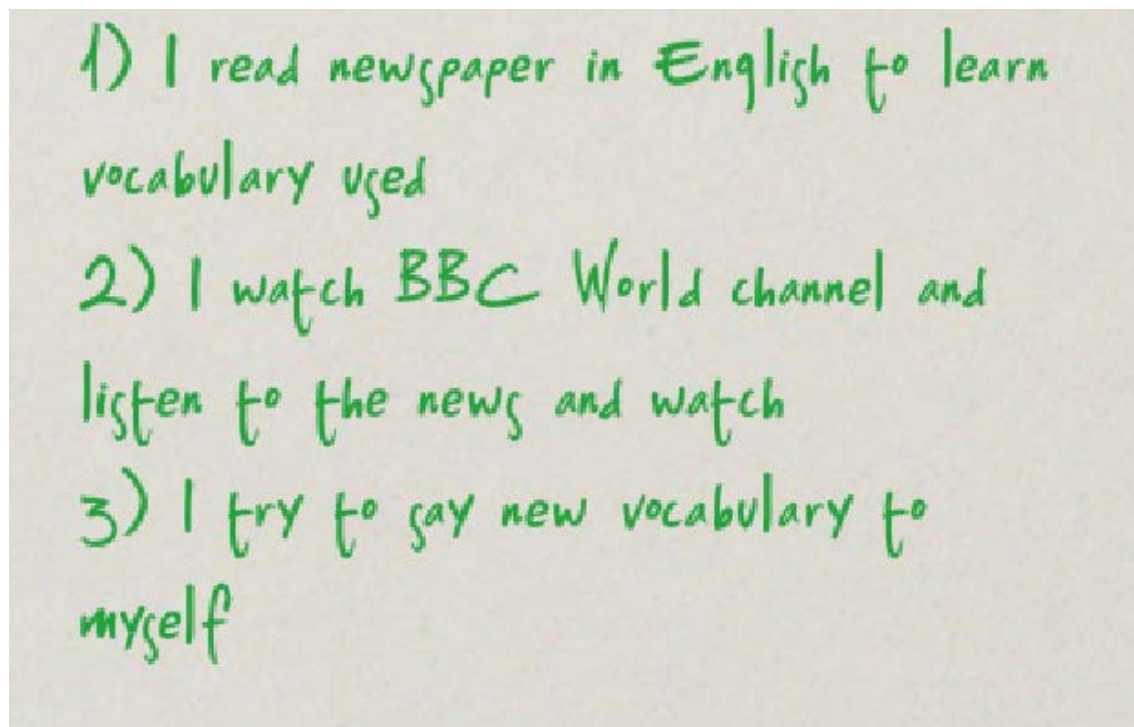 1) I read newspaper in English to learn
vocabulary used
2) I watch BBC World channel and
listen to the news and watch
3) I try to say new vocabulary to
myself